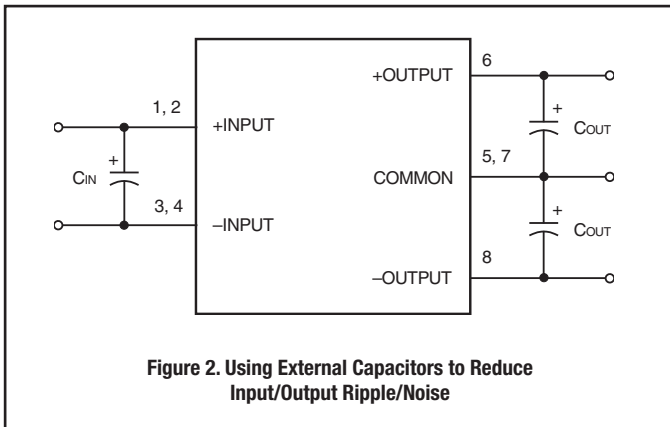 6
+OUTPUT
1, 2
+
+INPUT
COUT
5, 7
+
CIN
COMMON
3, 4
+
–INPUT
COUT
8
–OUTPUT
Figure 2. Using External Capacitors to Reduce
Input/Output Ripple/Noise